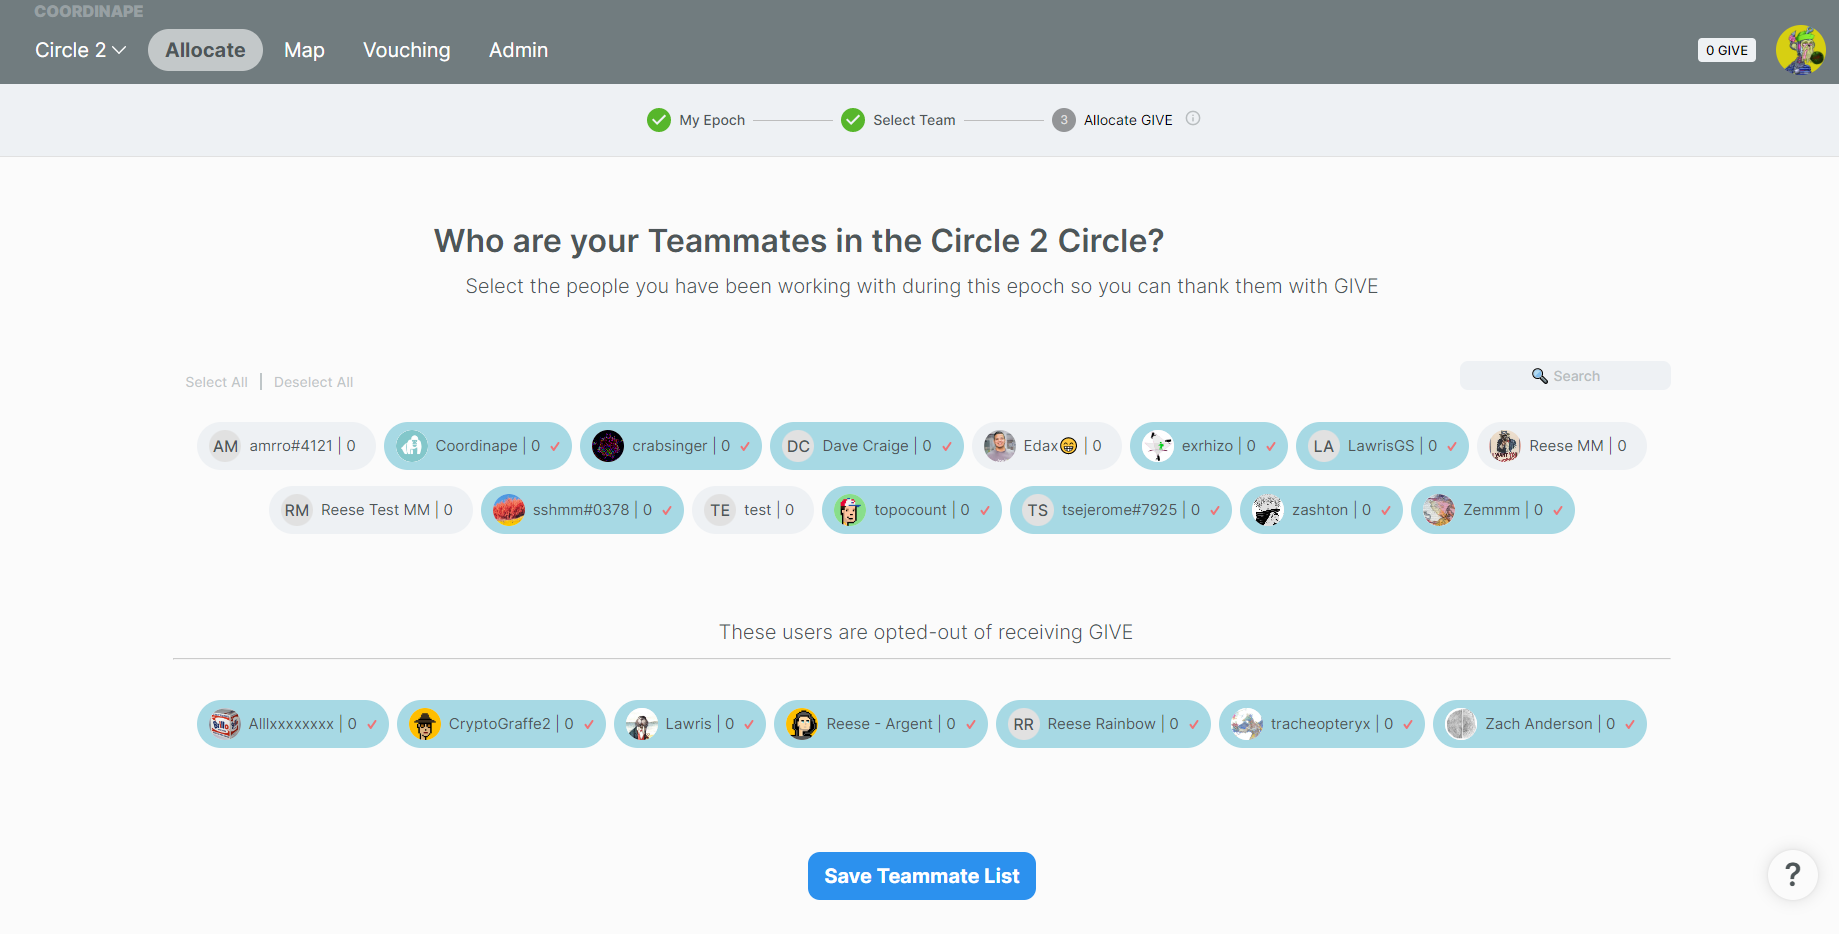 COORDINAPE
Circle 2 Allocate Map Vouching Admin 0 GIVE
My Epoch Select Team 3 Allocate GIVE
Who are your Teammates in the Circle 2 Circle?
Select the people you have been working with during this epoch so you can thank them with GIVE
Select All | Deselect All Search
AM amrro#4121 | 0 Coordinape | 0 crabsinger | 0 DC Dave Craige | 0 Edax😁 | 0 exrhizo | 0 LA LawrisGS | 0 Reese MM | 0
RM Reese Test MM | 0 sshmm#0378 | 0 TE test | 0 topocount | 0 TS tsejerome#7925 | 0 zashton | 0 Zemmm | 0
These users are opted-out of receiving GIVE
Alllxxxxxxxx | 0 CryptoGraffe2 | 0 Lawris | 0 Reese - Argent | 0 RR Reese Rainbow | 0 tracheopteryx | 0 Zach Anderson | 0
Save Teammate List
?